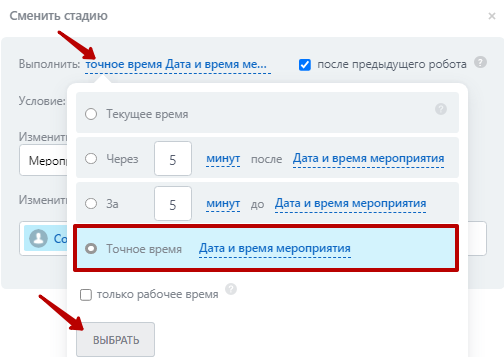 Сменить стадию
Выполнить: точное время Дата и время ме... после предыдущего робота ?
Условие:
Текущее время ?
Изменит
Через 5 минут после Дата и время мероприятия
Меропр
За 5 минут до Дата и время мероприятия
Изменит
Со
Точное время Дата и время мероприятия
только рабочее время ?
ВЫБРАТЬ